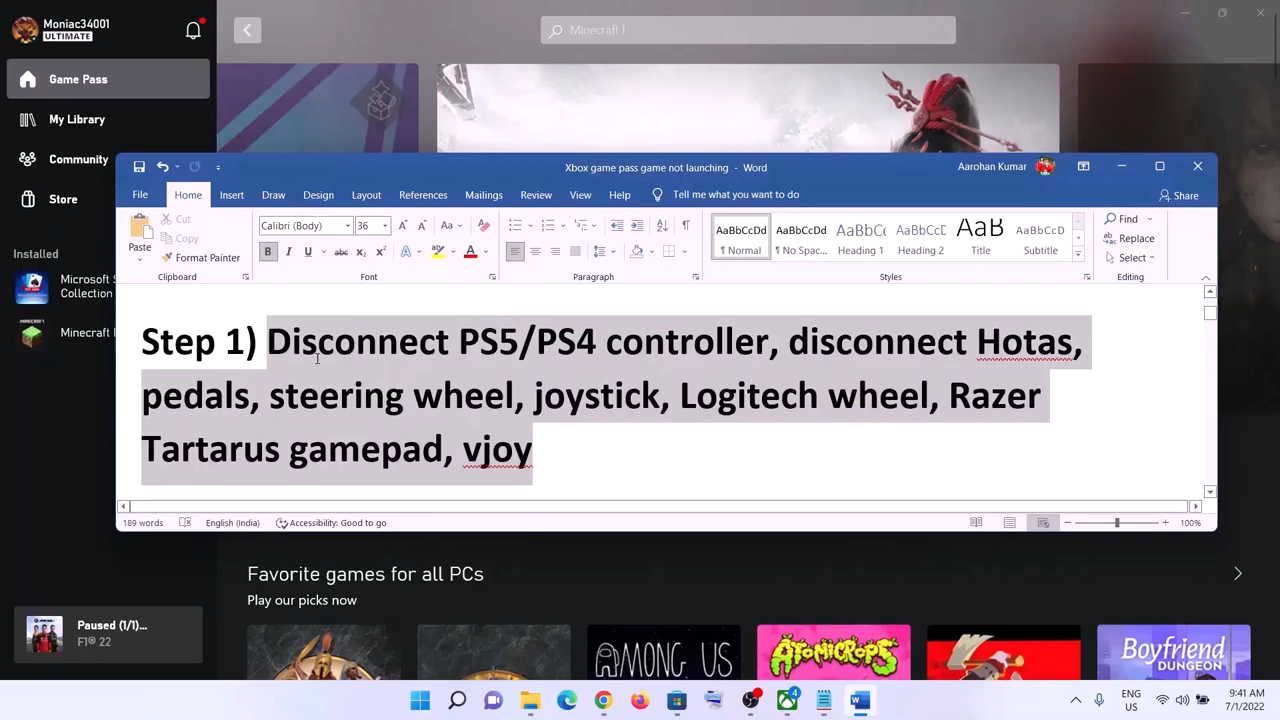 Moniac34001
ULTIMATE
Minecraft l
Game Pass
My Library
Community
Store
Installed
Microsoft S
Collection
Minecraft
Paused (1/1)...
F1® 22
Xbox game pass game not launching - Word
Aarohan Kumar
File
Home
Insert
Draw
Design
Layout
References
Mailings
Review
View
Help
Tell me what you want to do
Share
Paste
Cut
Copy
Format Painter
Clipboard
Calibri (Body)
36
Aa
B
I
U
abc
Font
Paragraph
AaBbCcDd
¶ Normal
AaBbCcDd
¶ No Spac...
AaBbCc
Heading 1
AaBbCcE
Heading 2
AaB
Title
AaBbCcD
Subtitle
Styles
Find
Replace
Select
Editing
Step 1) Disconnect PS5/PS4 controller, disconnect Hotas,
pedals, steering wheel, joystick, Logitech wheel, Razer
Tartarus gamepad, vjoy
189 words
English (India)
Accessibility: Good to go
100%
Favorite games for all PCs
Play our picks now
AMONG US
ATOMICROPS
Boyfriend
DUNGEON
4
ENG
US
9:41 AM
7/1/2022